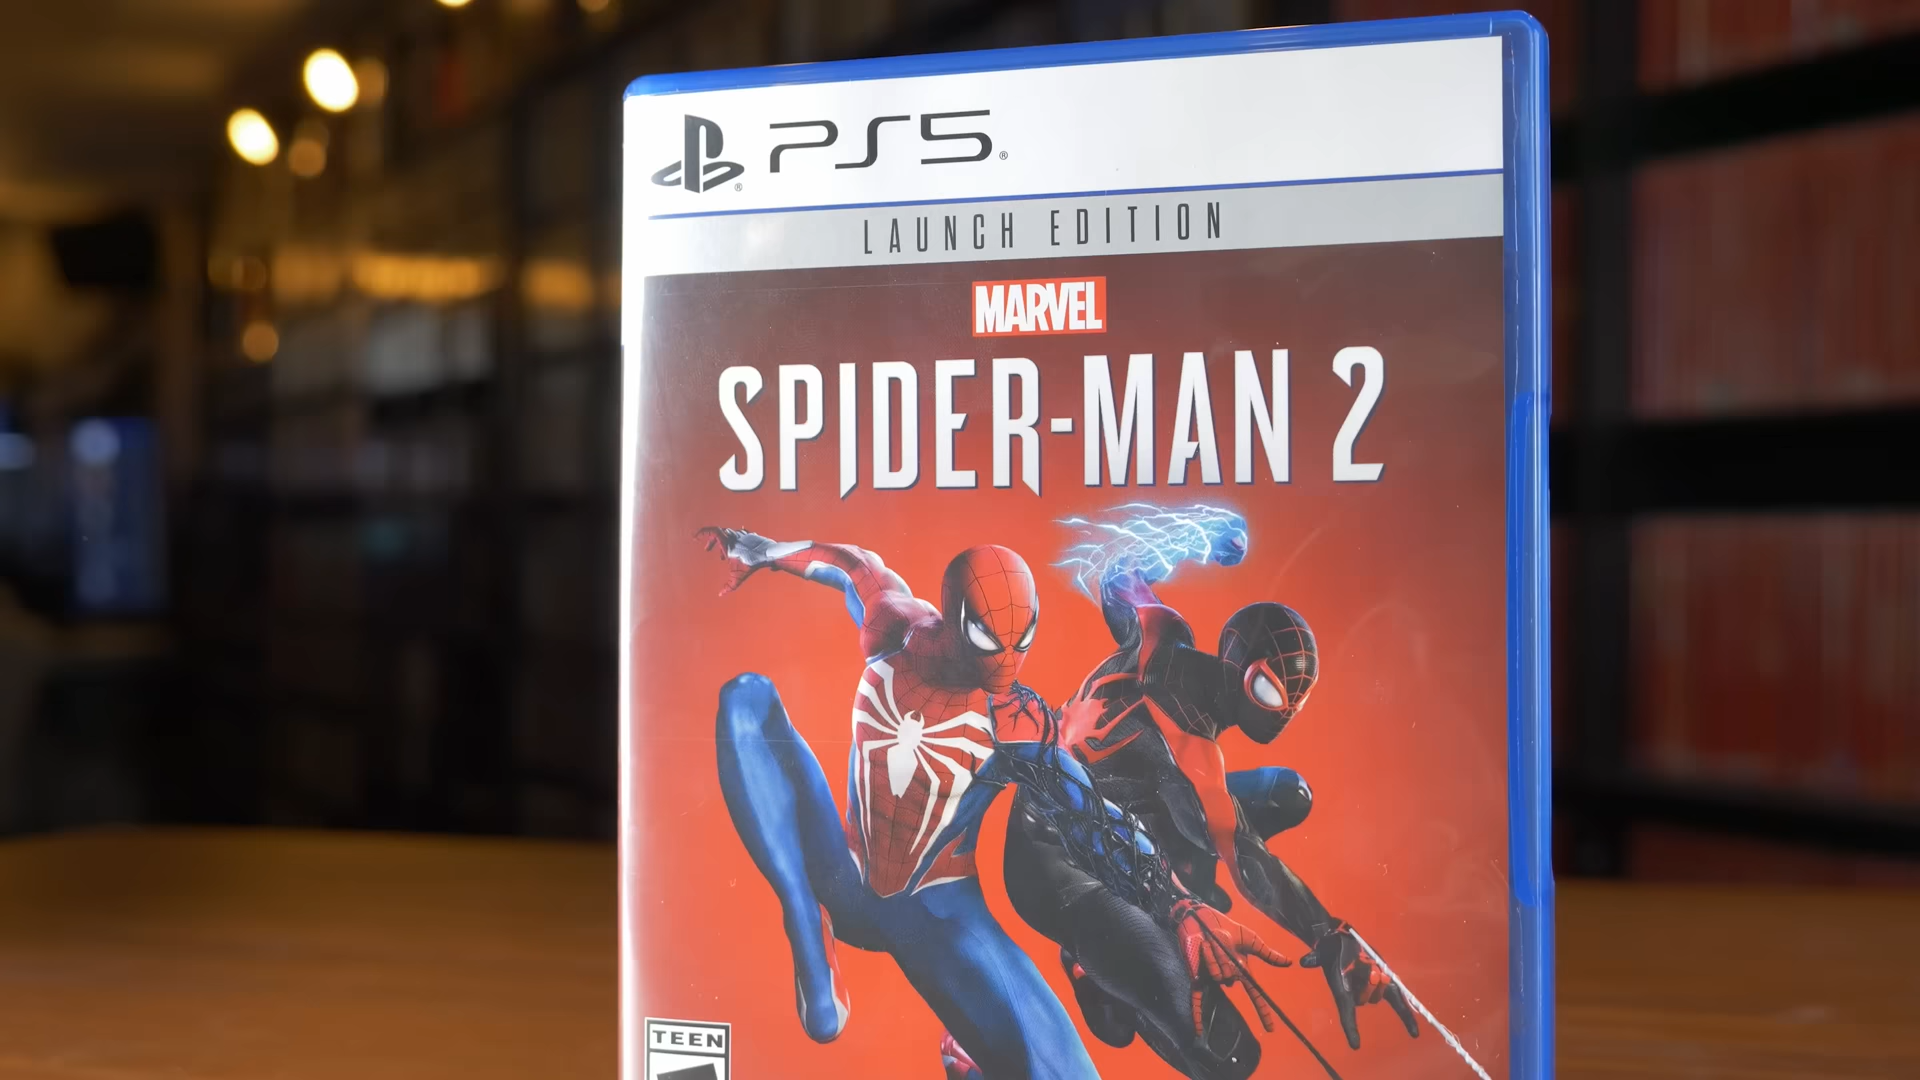 PS5
LAUNCH EDITION
MARVEL
SPIDER-MAN 2
TEEN